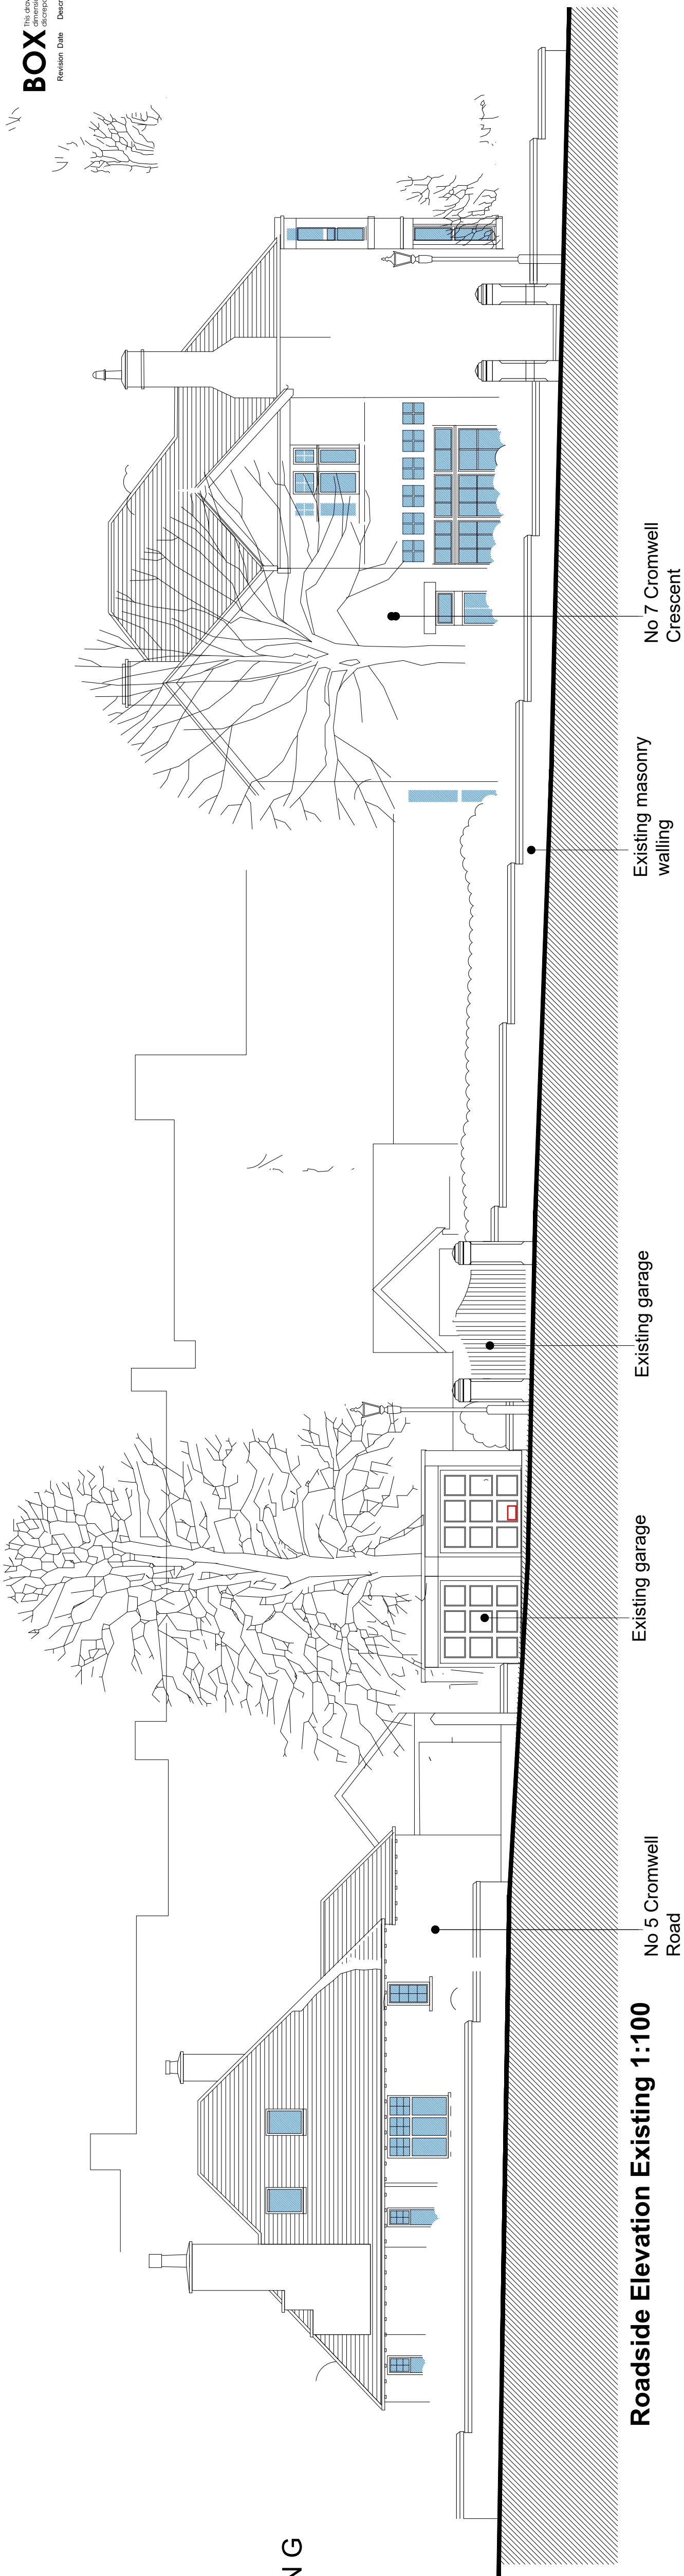 BOX
Revision Date
No 7 Cromwell
Crescent
Existing masonry
walling
Existing garage
Existing garage
No 5 Cromwell
Road
Roadside Elevation Existing 1:100